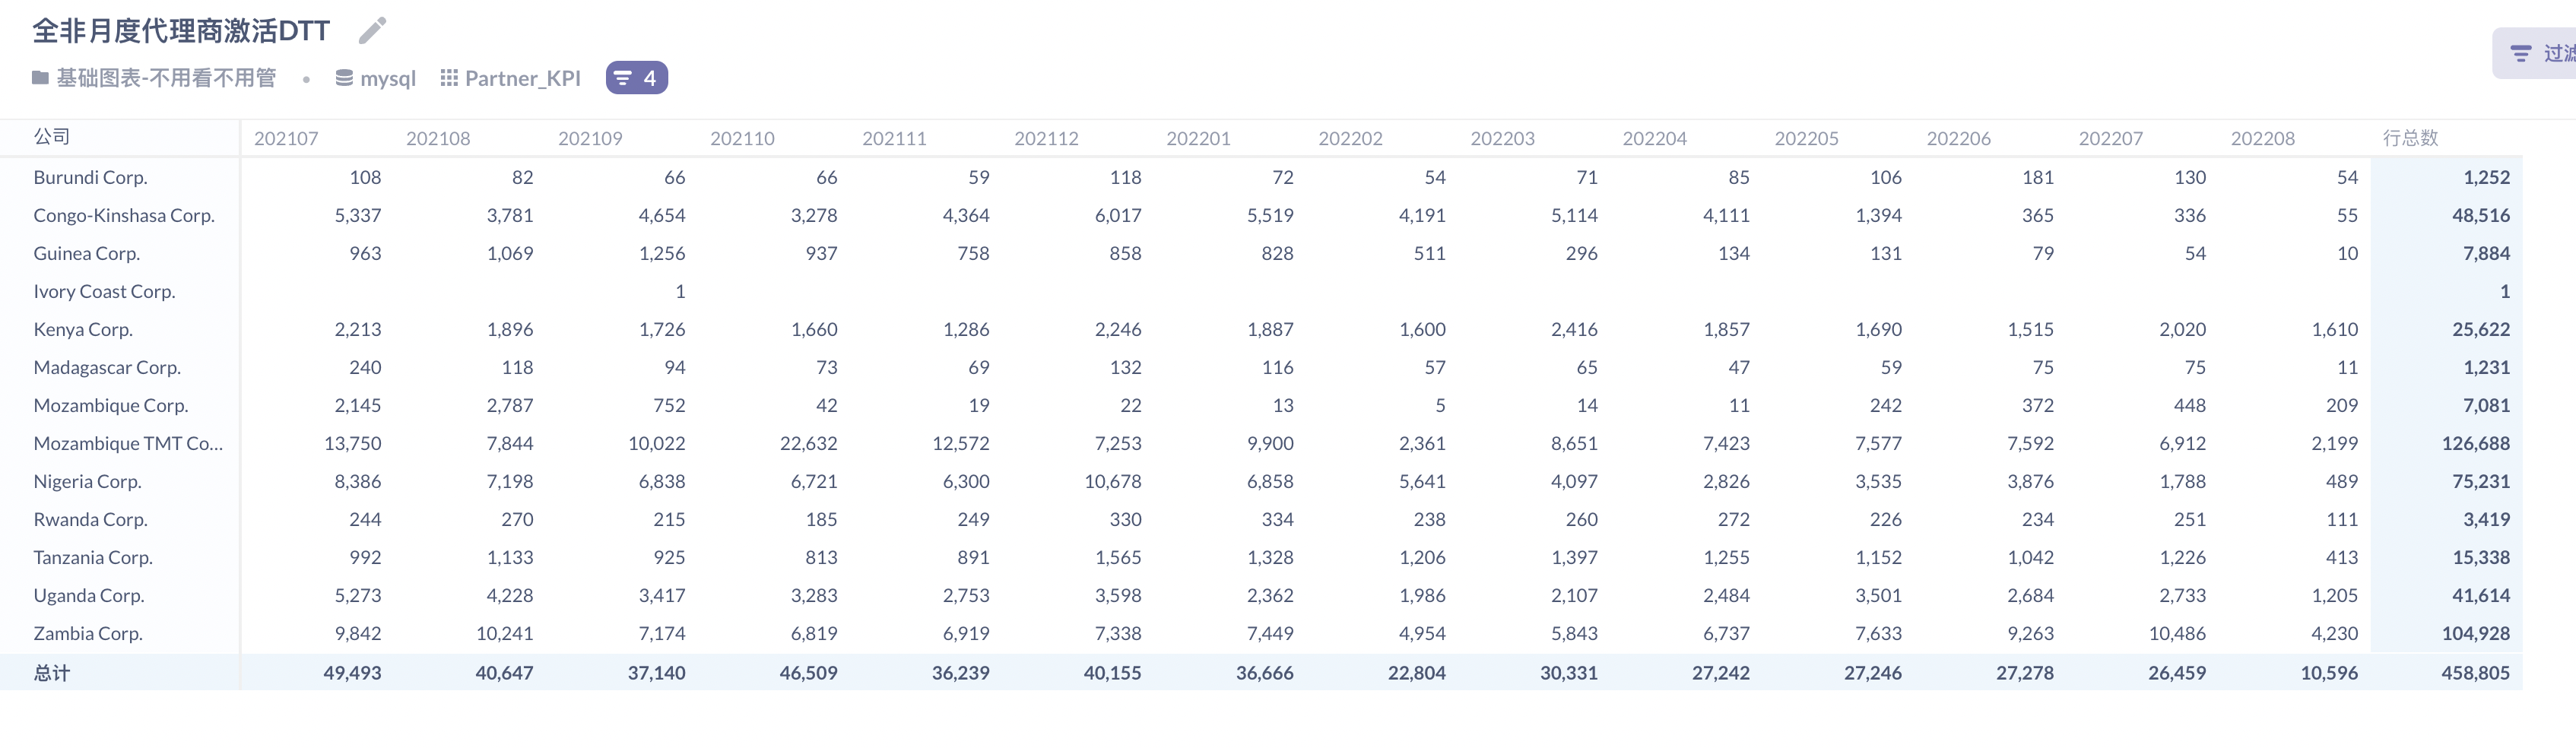 全非月度代理商激活DTT
过滤
基础图表-不用看不用管 • mysql Partner_KPI 4
公司 202107 202108 202109 202110 202111 202112 202201 202202 202203 202204 202205 202206 202207 202208 行总数
Burundi Corp. 108 82 66 66 59 118 72 54 71 85 106 181 130 54 1,252
Congo-Kinshasa Corp. 5,337 3,781 4,654 3,278 4,364 6,017 5,519 4,191 5,114 4,111 1,394 365 336 55 48,516
Guinea Corp. 963 1,069 1,256 937 758 858 828 511 296 134 131 79 54 10 7,884
Ivory Coast Corp. 1 1
Kenya Corp. 2,213 1,896 1,726 1,660 1,286 2,246 1,887 1,600 2,416 1,857 1,690 1,515 2,020 1,610 25,622
Madagascar Corp. 240 118 94 73 69 132 116 57 65 47 59 75 75 11 1,231
Mozambique Corp. 2,145 2,787 752 42 19 22 13 5 14 11 242 372 448 209 7,081
Mozambique TMT Co... 13,750 7,844 10,022 22,632 12,572 7,253 9,900 2,361 8,651 7,423 7,577 7,592 6,912 2,199 126,688
Nigeria Corp. 8,386 7,198 6,838 6,721 6,300 10,678 6,858 5,641 4,097 2,826 3,535 3,876 1,788 489 75,231
Rwanda Corp. 244 270 215 185 249 330 334 238 260 272 226 234 251 111 3,419
Tanzania Corp. 992 1,133 925 813 891 1,565 1,328 1,206 1,397 1,255 1,152 1,042 1,226 413 15,338
Uganda Corp. 5,273 4,228 3,417 3,283 2,753 3,598 2,362 1,986 2,107 2,484 3,501 2,684 2,733 1,205 41,614
Zambia Corp. 9,842 10,241 7,174 6,819 6,919 7,338 7,449 4,954 5,843 6,737 7,633 9,263 10,486 4,230 104,928
总计 49,493 40,647 37,140 46,509 36,239 40,155 36,666 22,804 30,331 27,242 27,246 27,278 26,459 10,596 458,805